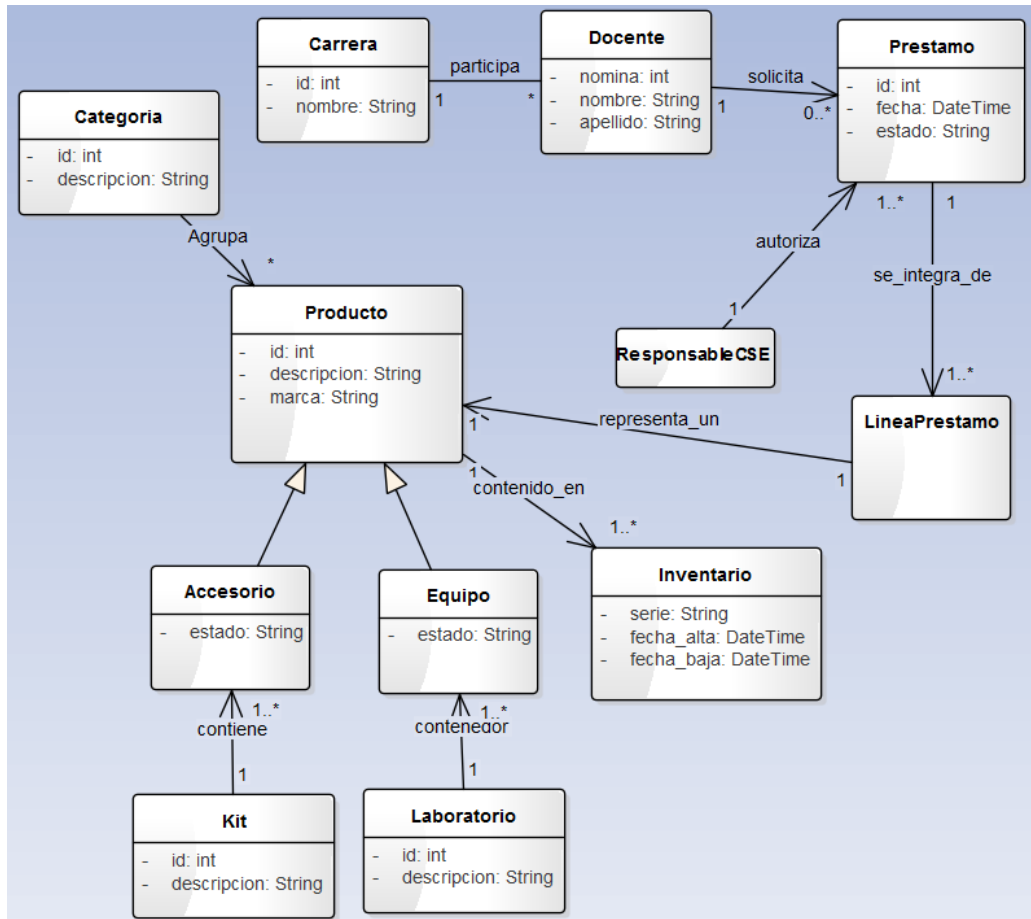 Carrera
- id: int
- nombre: String
participa
1
*
Docente
- nomina: int
- nombre: String
- apellido: String
solicita
1
0..*
Prestamo
- id: int
- fecha: DateTime
- estado: String
Categoria
- id: int
- descripcion: String
Agrupa
*
autoriza
1..*
1
1
se_integra_de
1..*
ResponsableCSE
Producto
- id: int
- descripcion: String
- marca: String
representa_un
1
1
LineaPrestamo
1
contenido_en
1..*
Accesorio
- estado: String
Equipo
- estado: String
Inventario
- serie: String
- fecha_alta: DateTime
- fecha_baja: DateTime
1..*
contiene
1
1..*
contenedor
1
Kit
- id: int
- descripcion: String
Laboratorio
- id: int
- descripcion: String